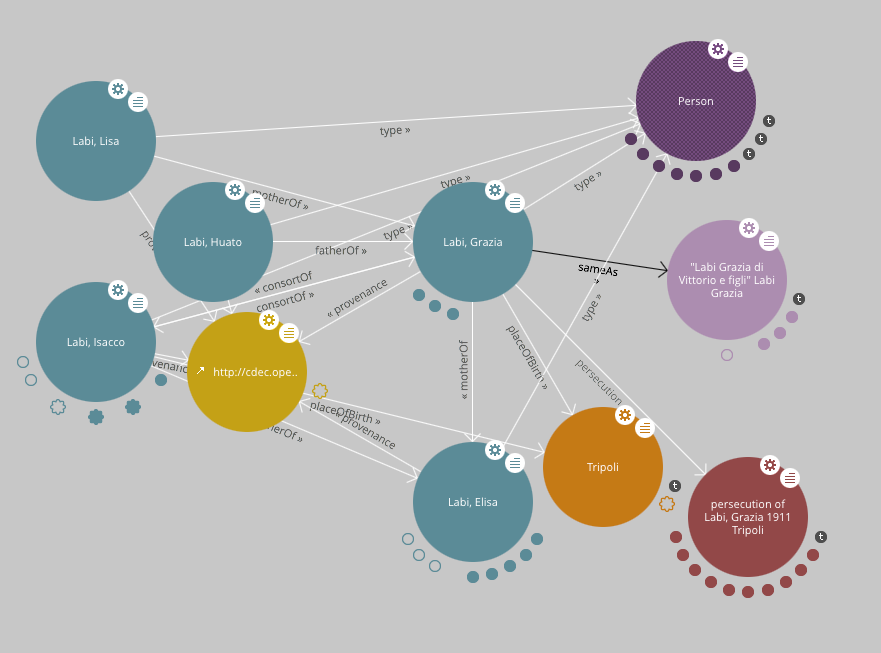 Person
Labi, Lisa
type »
motherOf »
type »
type »
type »
Labi, Huato
fatherOf »
Labi, Grazia
sameAs
»
"Labi Grazia di
Vittorio e figli" Labi
Grazia
« consortOf
consortOf »
« provenance
type »
Labi, Isacco
http://cdec.ope..
« motherOf
placeOfBirth »
persecution
placeOfBirth »
« provenance
Tripoli
Labi, Elisa
persecution of
Labi, Grazia 1911
Tripoli
t
t
t
t
t
t